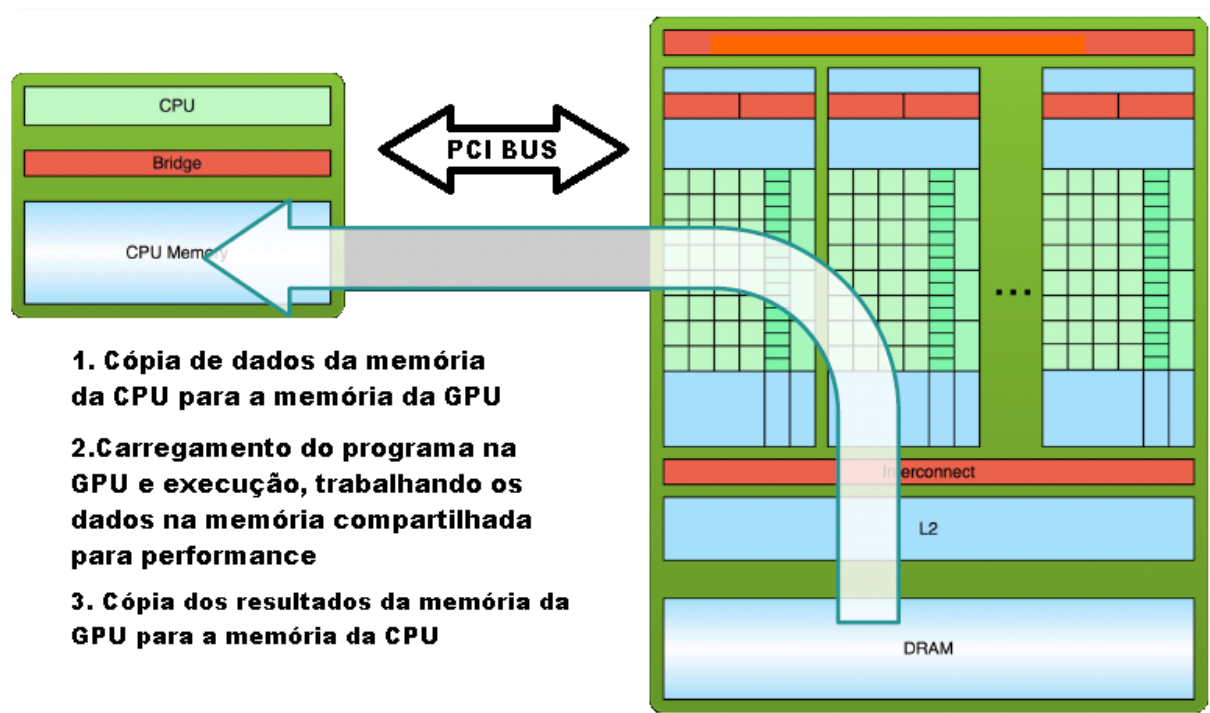 CPU
Bridge
CPU Memory
PCI BUS
...
1. Cópia de dados da memória
da CPU para a memória da GPU
2.Carregamento do programa na
GPU e execução, trabalhando os
dados na memória compartilhada
para performance
3. Cópia dos resultados da memória da
GPU para a memória da CPU
Interconnect
L2
DRAM